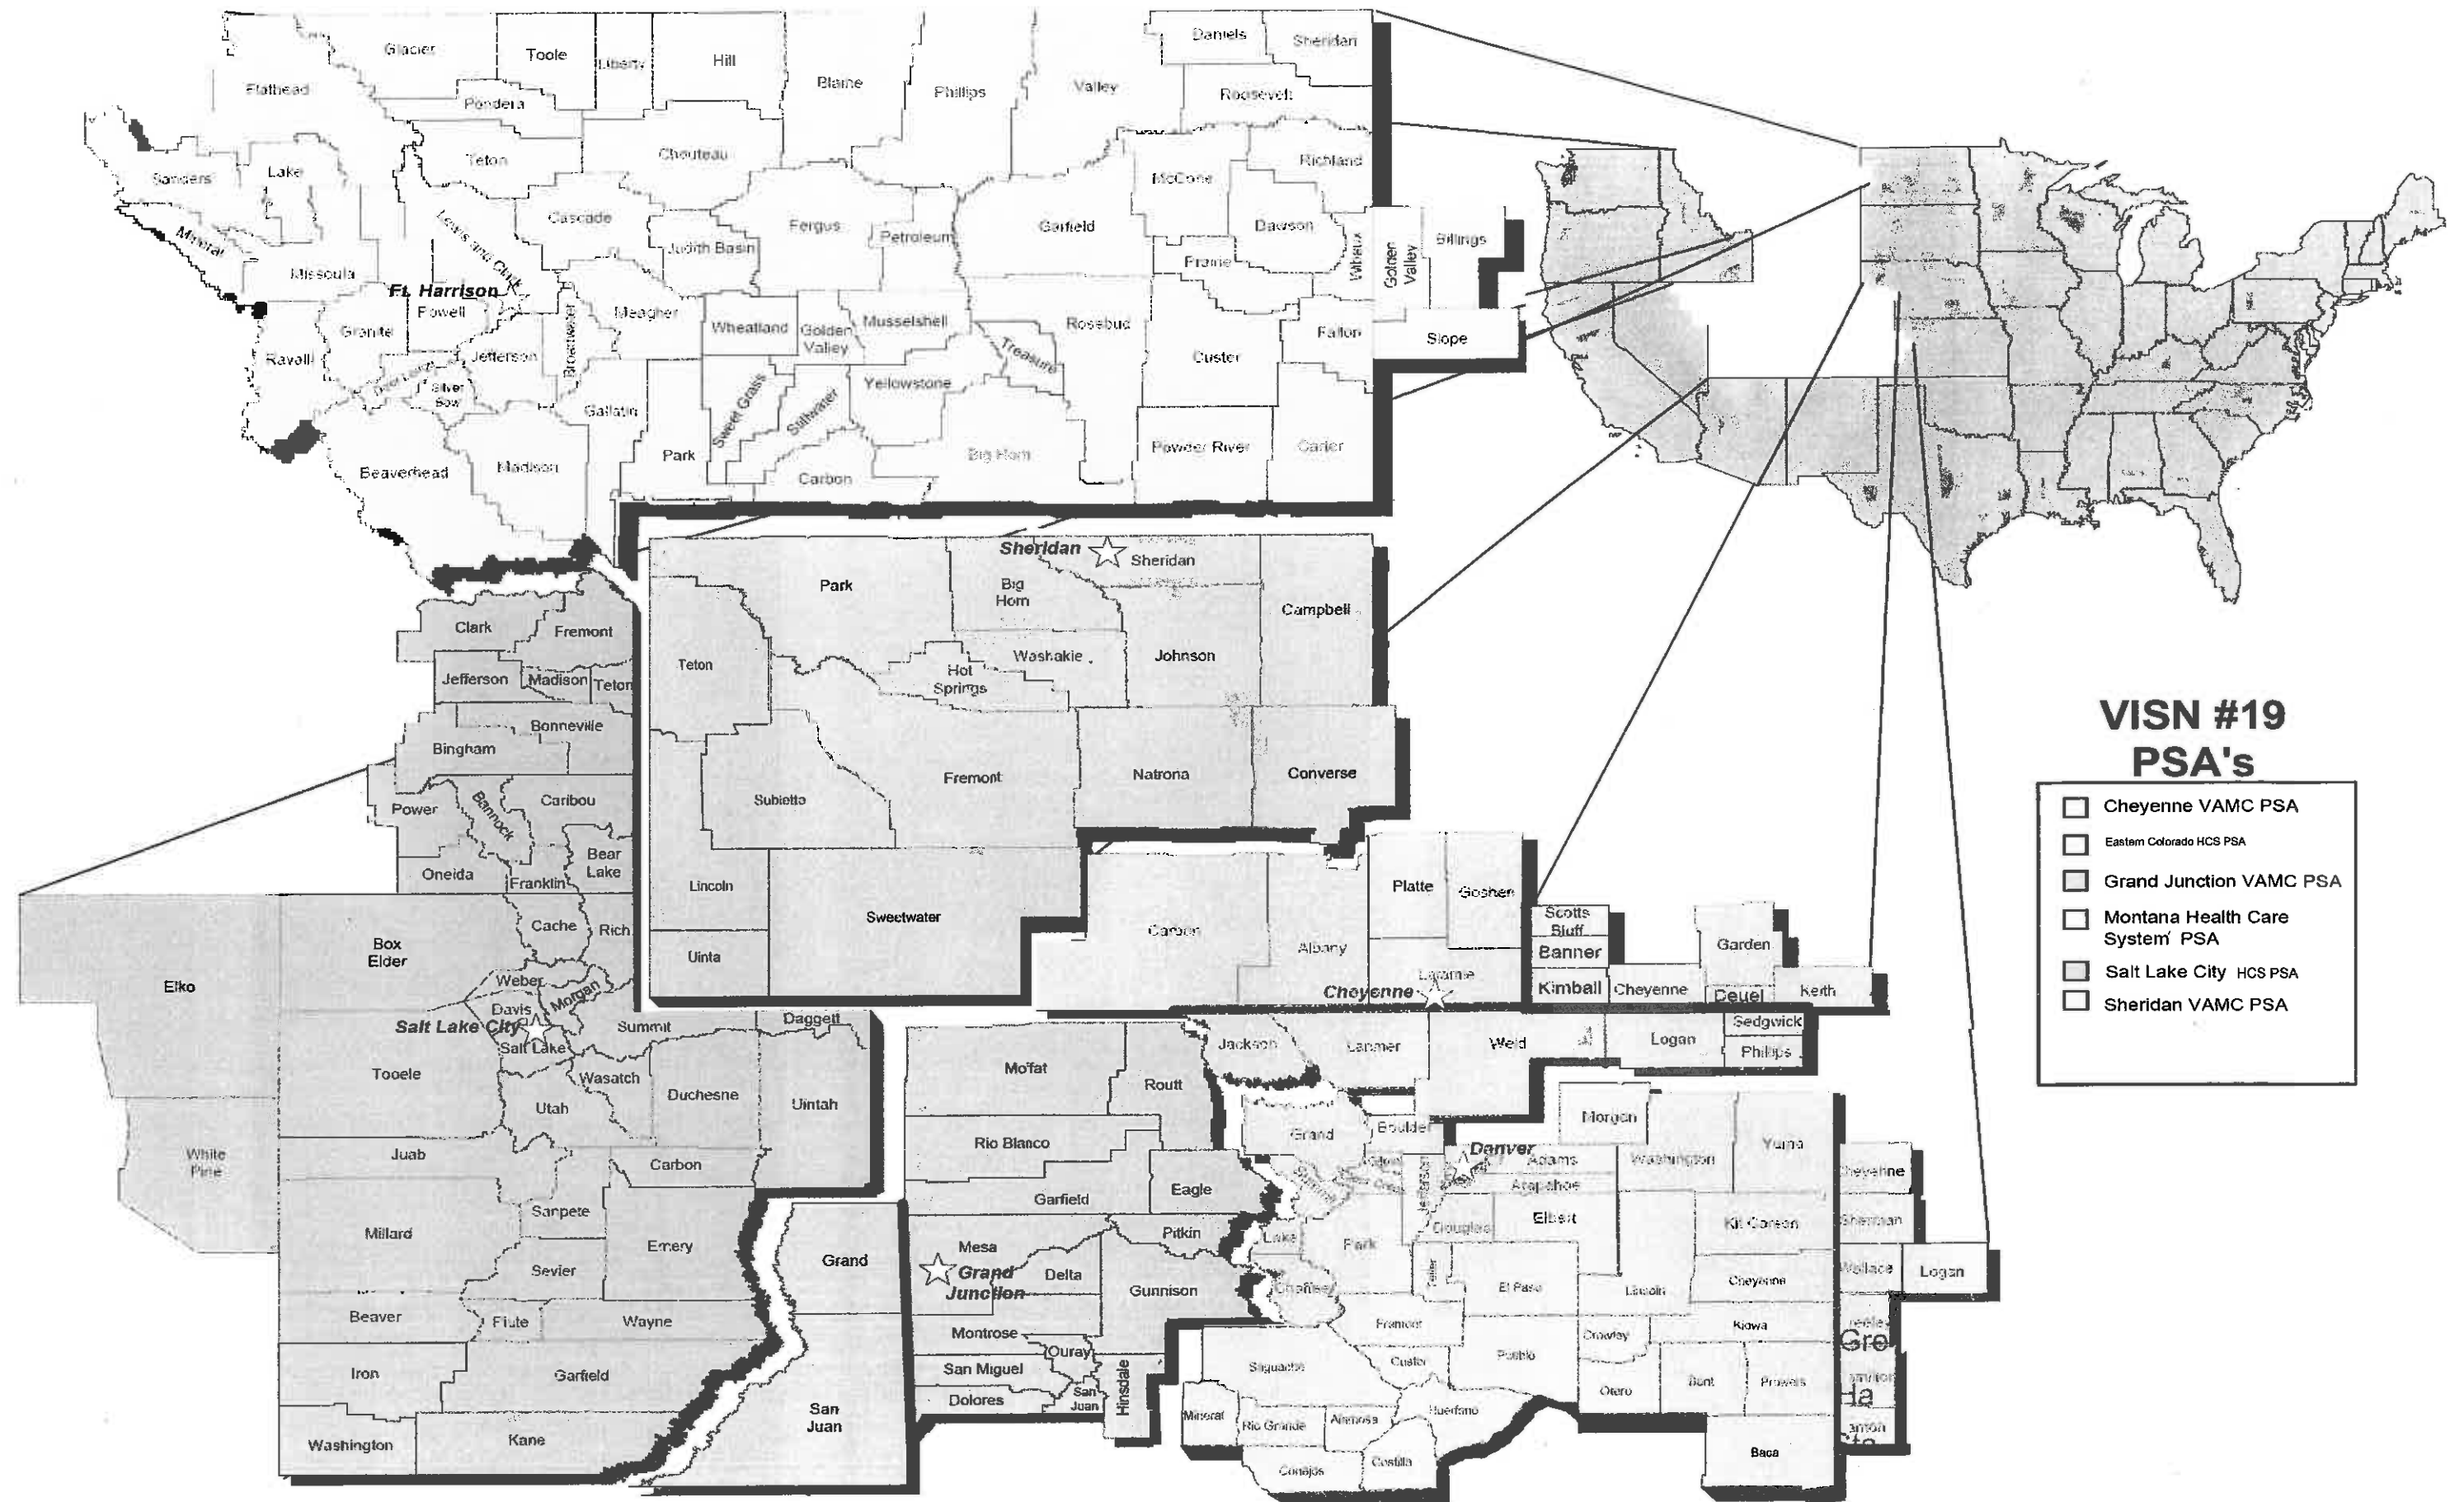 Glacier
Toole
Liberty
Hill
Blaine
Phillips
Valley
Daniels
Sheridan
Flathead
Pondera
Roosevelt
Teton
Chouteau
Richland
Sanders
Lake
McCone
Cascade
Fergus
Petroleum
Garfield
Dawson
Mineral
Lewis and Clark
Judith Basin
Wibaux
Golden
Valley
Billings
Missoula
Prairie
Ft. Harrison
Powell
Broadwater
Meagher
Wheatland
Golden
Valley
Musselshell
Rosebud
Granite
Fallon
Slope
Ravalli
Jefferson
Treasure
Custer
Silver
Bow
Gallatin
Park
Sweet Grass
Stillwater
Yellowstone
Beaverhead
Madison
Carbon
Big Horn
Powder River
Carter
Sheridan
Sheridan
Park
Big
Horn
Campbell
Clark
Fremont
Teton
Washakie
Johnson
Hot
Springs
Jefferson
Madison
Teton
Bonneville
Bingham
Fremont
Natrona
Converse
Sublette
Power
Bannock
Caribou
Bear
Lake
Oneida
Franklin
Lincoln
Sweetwater
Uinta
Carbon
Albany
Platte
Goshen
Laramie
Cheyenne
Scotts
Bluff
Banner
Kimball
Cheyenne
Garden
Deuel
Keith
VISN #19
PSA's
Cheyenne VAMC PSA
Eastern Colorado HCS PSA
Grand Junction VAMC PSA
Montana Health Care
System PSA
Salt Lake City HCS PSA
Sheridan VAMC PSA
Elko
Box
Elder
Cache
Rich
Weber
Morgan
Davis
Salt Lake City
Salt Lake
Summit
Daggett
Tooele
Wasatch
Utah
Duchesne
Uintah
White
Pine
Juab
Carbon
Millard
Sanpete
Emery
Sevier
Beaver
Piute
Wayne
Iron
Garfield
Washington
Kane
Grand
San
Juan
Moffat
Routt
Rio Blanco
Garfield
Eagle
Pitkin
Mesa
Grand
Junction
Delta
Gunnison
Montrose
Ouray
San Miguel
Dolores
San
Juan
Hinsdale
Jackson
Larimer
Weld
Logan
Sedgwick
Philips
Grand
Boulder
Morgan
Denver
Adams
Washington
Yuma
Arapahoe
Jefferson
Summit
Douglas
Elbert
Kit Carson
Lake
Park
Teller
El Paso
Lincoln
Cheyenne
Chaffee
Fremont
Crowley
Kiowa
Saguache
Custer
Pueblo
Otero
Bent
Prowers
Mineral
Rio Grande
Alamosa
Huerfano
Conejos
Costilla
Baca
heyenne
Sherman
Wallace
Logan
Gre
Ha